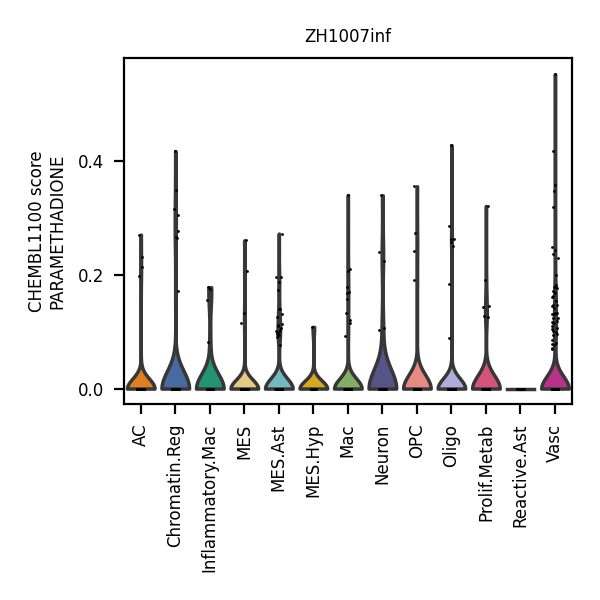 ZH1007inf
CHEMBL1100 score
PARAMETHADIONE
0.4
0.2
0.0
AC
Chromatin.Reg
Inflammatory.Mac
MES
MES.Ast
MES.Hyp
Mac
Neuron
OPC
Oligo
Prolif.Metab
Reactive.Ast
Vasc